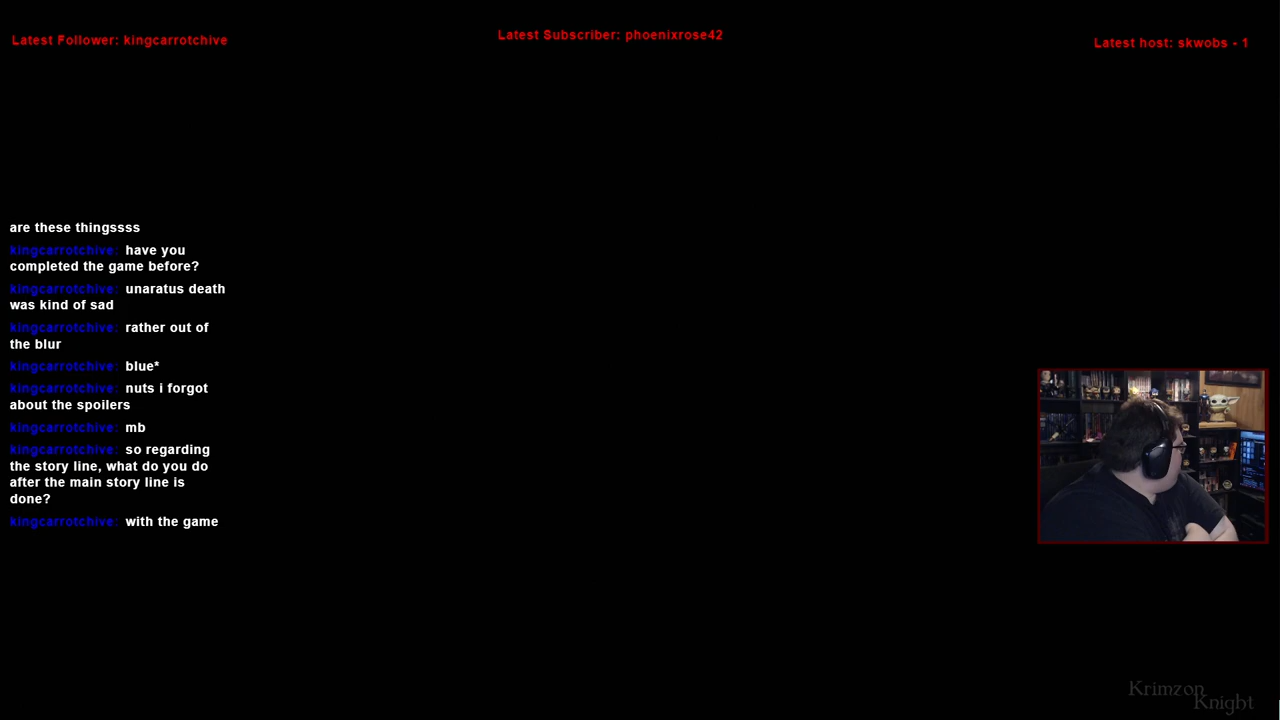 Latest Follower: kingcarrotchive
Latest Subscriber: phoenixrose42
Latest host: skwobs - 1
are these thingssss
kingcarrotchive: have you
completed the game before?
kingcarrotchive: unaratus death
was kind of sad
kingcarrotchive: rather out of
the blur
kingcarrotchive: blue*
kingcarrotchive: nuts i forgot
about the spoilers
kingcarrotchive: mb
kingcarrotchive: so regarding
the story line, what do you do
after the main story line is
done?
kingcarrotchive: with the game
Krimzon
Knight